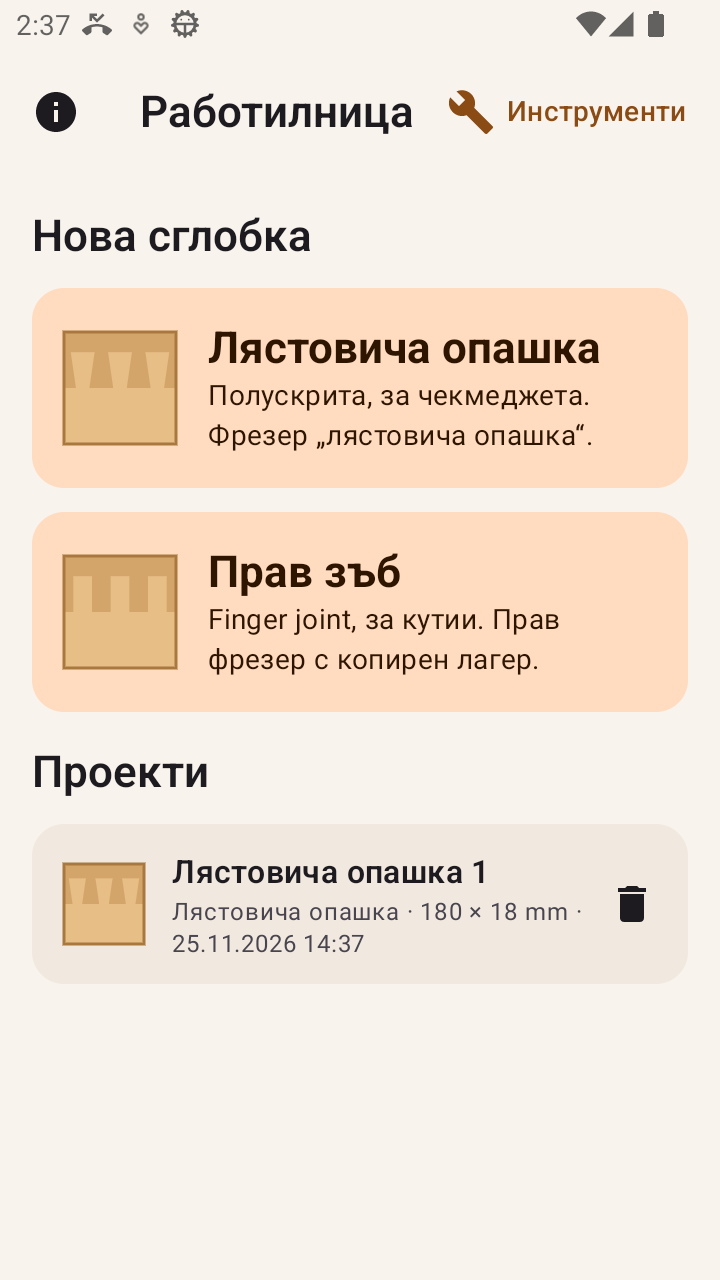 2:37
Работилница
Инструменти
Нова сглобка
Лястовича опашка
Полускрита, за чекмеджета.
Фрезер „лястовича опашка“.
Прав зъб
Finger joint, за кутии. Прав
фрезер с копирен лагер.
Проекти
Лястовича опашка 1
Лястовича опашка · 180 × 18 mm ·
25.11.2026 14:37